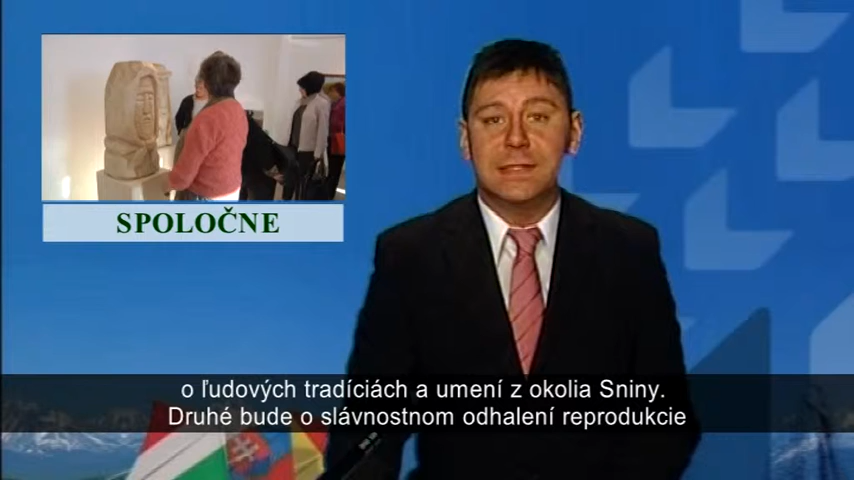 SPOLOČNE
o ľudových tradíciách a umení z okolia Sniny.
Druhé bude o slávnostnom odhalení reprodukcie